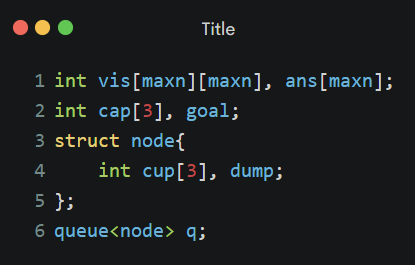 Title
1 int vis[maxn][maxn], ans[maxn];
2 int cap[3], goal;
3 struct node{
4     int cup[3], dump;
5 };
6 queue<node> q;